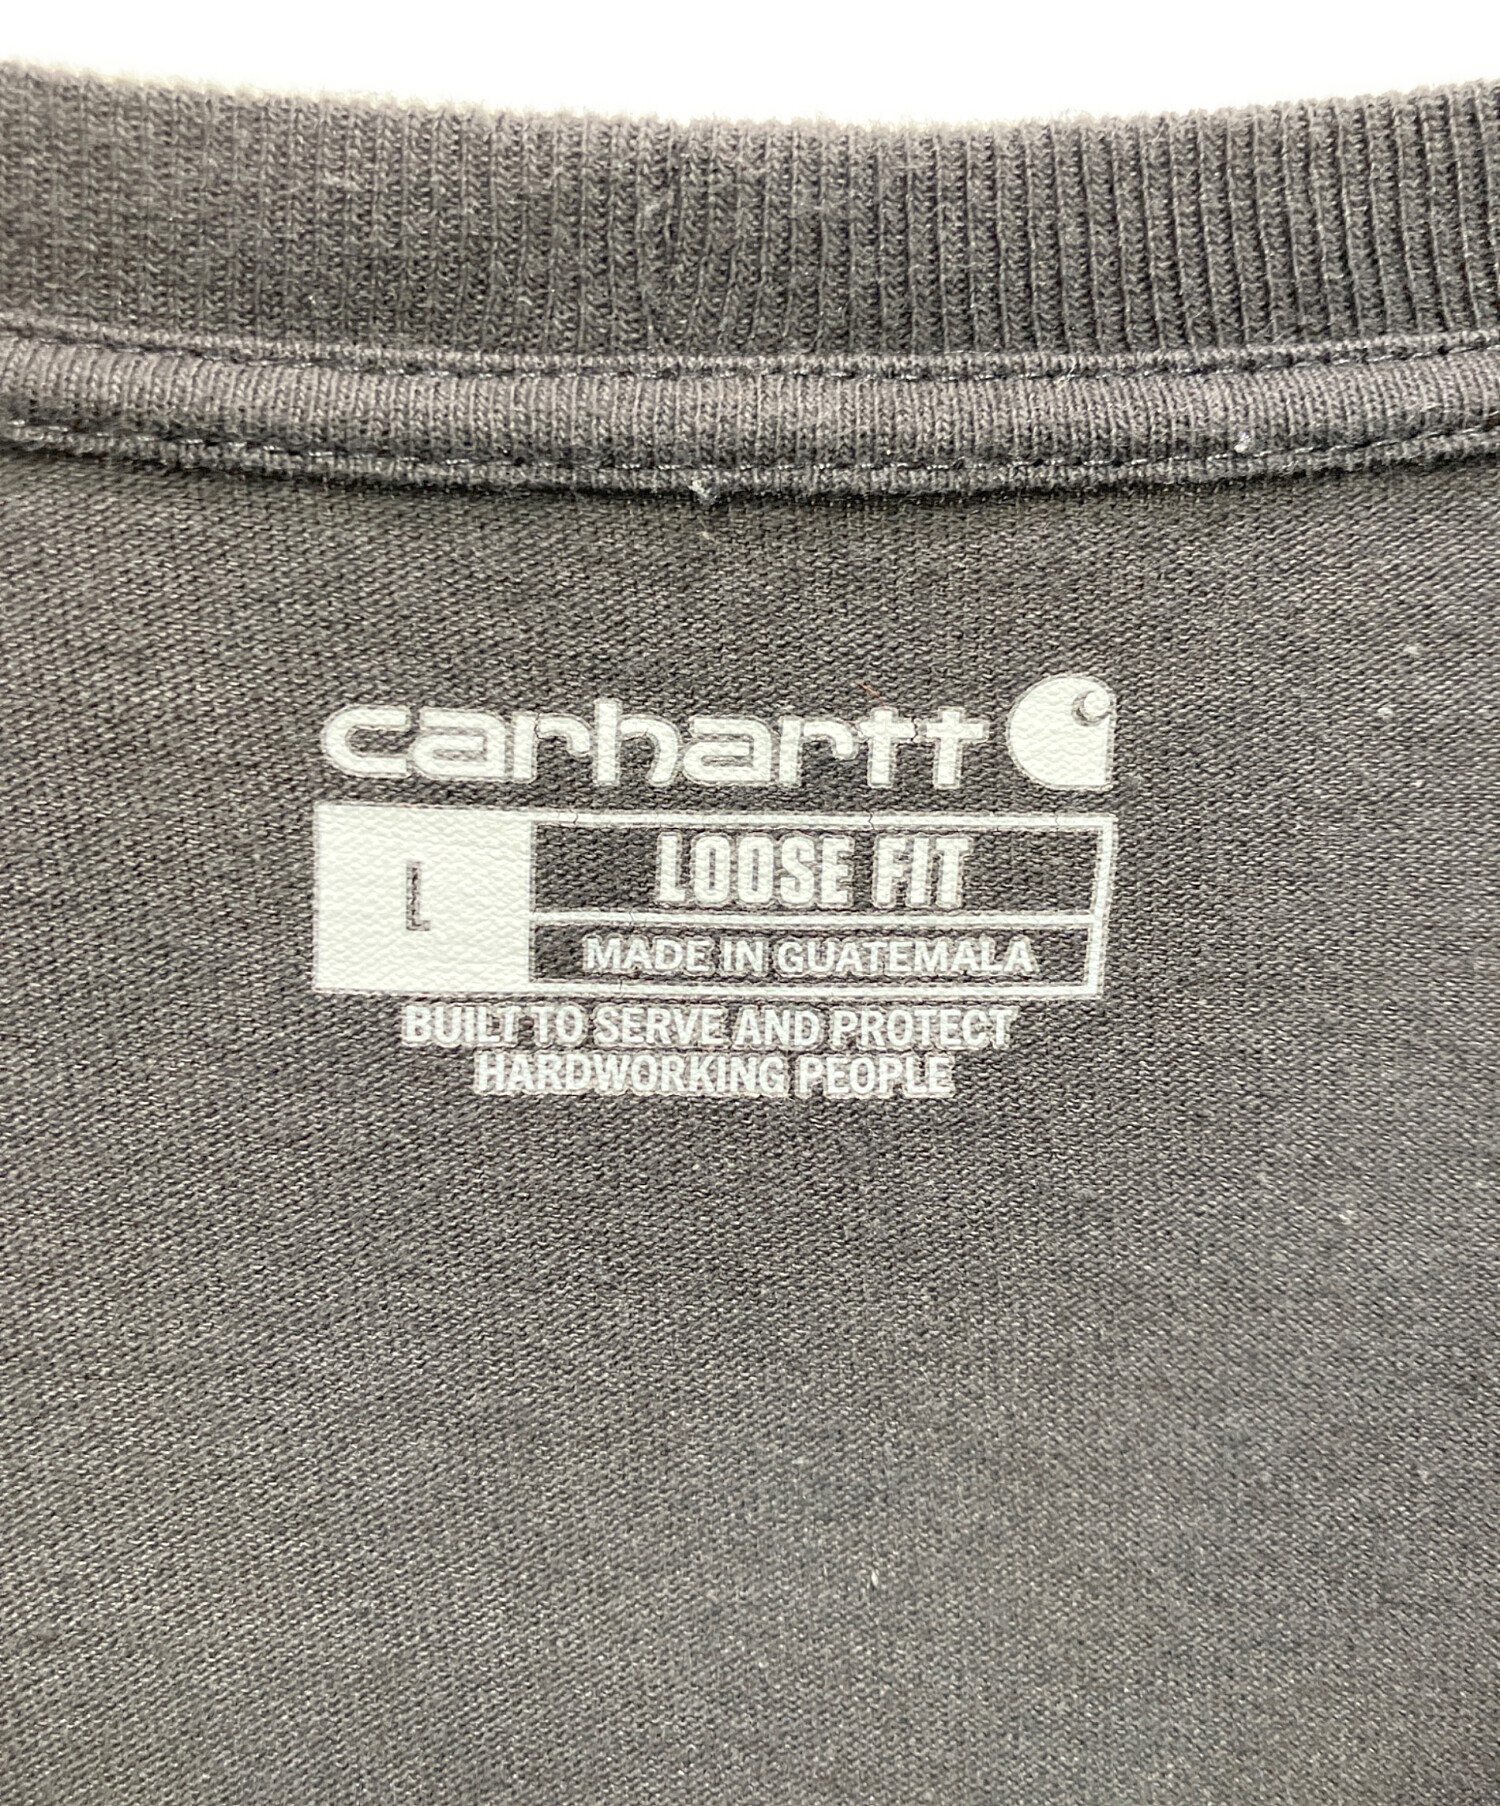 carhartt
L
LOOSE FIT
MADE IN GUATEMALA
BUILT TO SERVE AND PROTECT
HARDWORKING PEOPLE